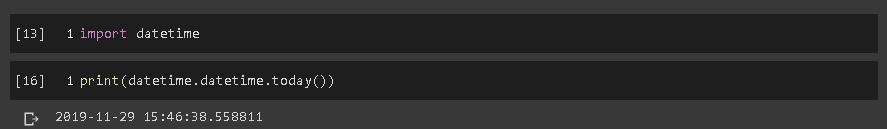 [13] 1 import datetime
[16] 1 print(datetime.datetime.today())
2019-11-29 15:46:38.558811